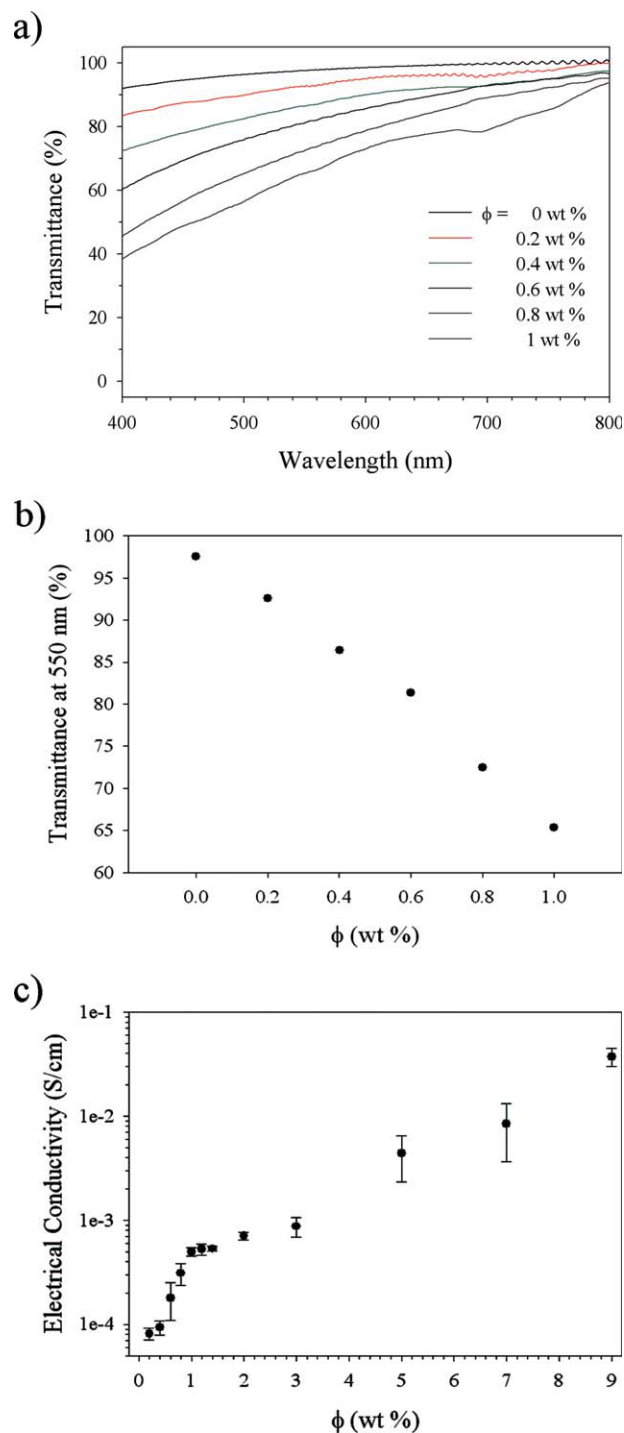 a)
100
80
60
40
20
0
Transmittance (%)
ϕ = 0 wt %
0.2 wt %
0.4 wt %
0.6 wt %
0.8 wt %
1 wt %
400 500 600 700 800
Wavelength (nm)
b)
100
95
90
85
80
75
70
65
60
Transmittance at 550 nm (%)
0.0 0.2 0.4 0.6 0.8 1.0
ϕ (wt %)
c)
1e-1
1e-2
1e-3
1e-4
Electrical Conductivity (S/cm)
0 1 2 3 4 5 6 7 8 9
ϕ (wt %)